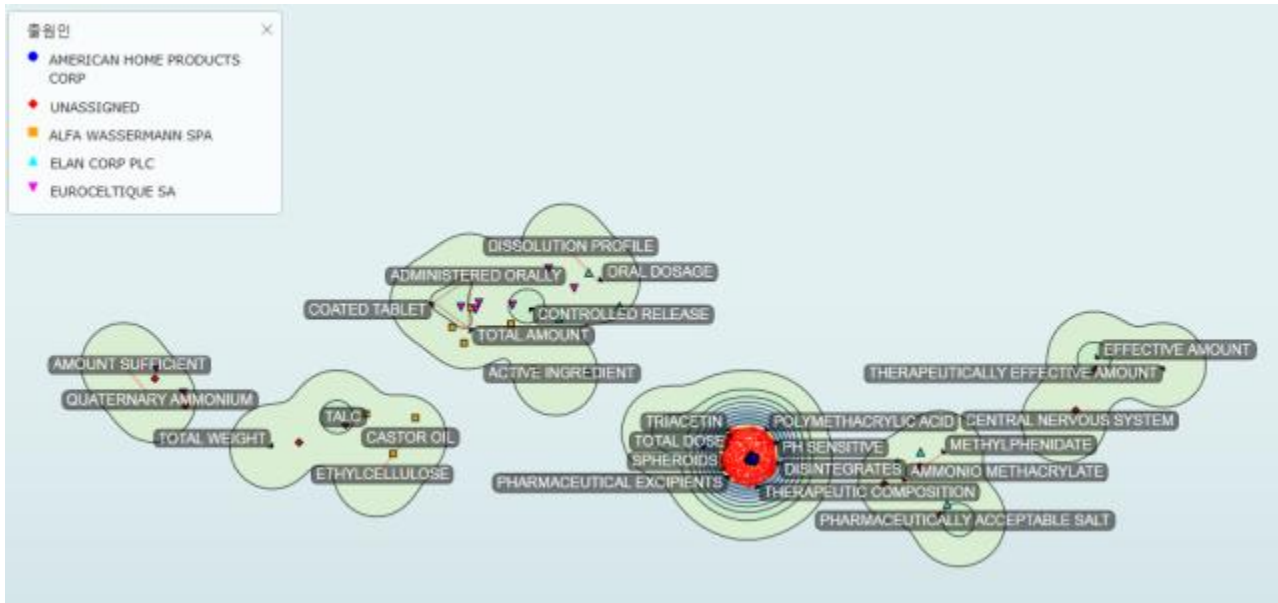 출원인
AMERICAN HOME PRODUCTS
CORP
UNASSIGNED
ALFA WASSERMANN SPA
ELAN CORP PLC
EUROCELTIQUE SA
DISSOLUTION PROFILE
ADMINISTERED ORALLY
ORAL DOSAGE
COATED TABLET
CONTROLLED RELEASE
TOTAL AMOUNT
ACTIVE INGREDIENT
AMOUNT SUFFICIENT
QUATERNARY AMMONIUM
TALC
TOTAL WEIGHT
CASTOR OIL
ETHYLCELLULOSE
EFFECTIVE AMOUNT
THERAPEUTICALLY EFFECTIVE AMOUNT
TRIACETIN
POLYMETHACRYLIC ACID
CENTRAL NERVOUS SYSTEM
TOTAL DOSE
PH SENSITIVE
METHYLPHENIDATE
SPHEROIDS
DISINTEGRATES
AMMONIO METHACRYLATE
PHARMACEUTICAL EXCIPIENTS
THERAPEUTIC COMPOSITION
PHARMACEUTICALLY ACCEPTABLE SALT